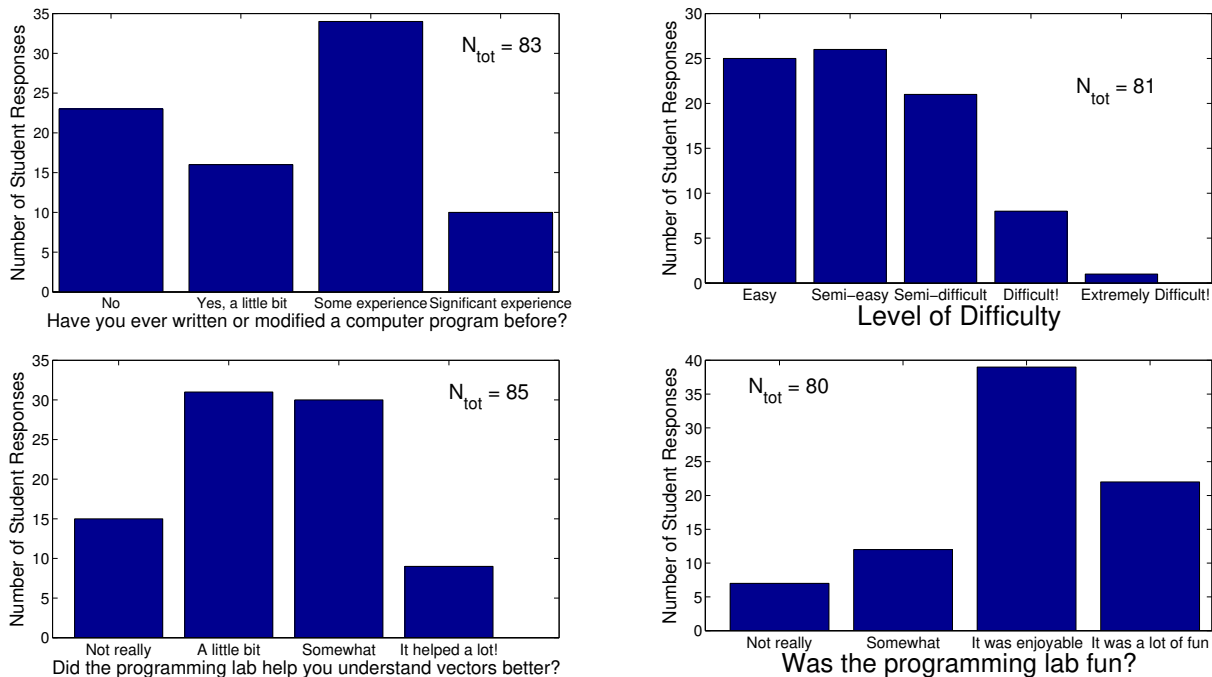 35
30
25
20
15
10
5
0
Number of Student Responses
N_tot = 83
No Yes, a little bit Some experience Significant experience
Have you ever written or modified a computer program before?
30
25
20
15
10
5
0
Number of Student Responses
N_tot = 81
Easy Semi−easy Semi−difficult Difficult! Extremely Difficult!
Level of Difficulty
35
30
25
20
15
10
5
0
Number of Student Responses
N_tot = 85
Not really A little bit Somewhat It helped a lot!
Did the programming lab help you understand vectors better?
40
35
30
25
20
15
10
5
0
Number of Student Responses
N_tot = 80
Not really Somewhat It was enjoyable It was a lot of fun
Was the programming lab fun?